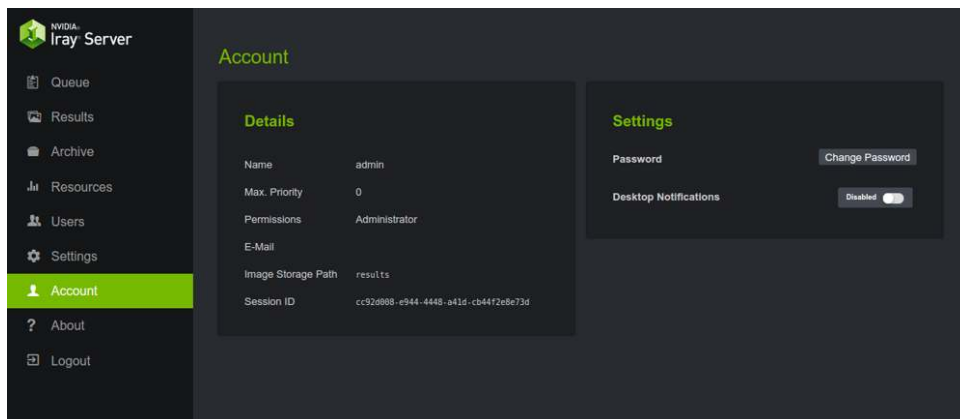 NVIDIA.
Iray® Server
Queue
Results
Archive
Resources
Users
Settings
Account
About
Logout
Account
Details
Name admin
Max. Priority 0
Permissions Administrator
E-Mail
Image Storage Path results
Session ID cc92d008-e944-4448-a41d-cb44f2e8e73d
Settings
Password Change Password
Desktop Notifications Disabled